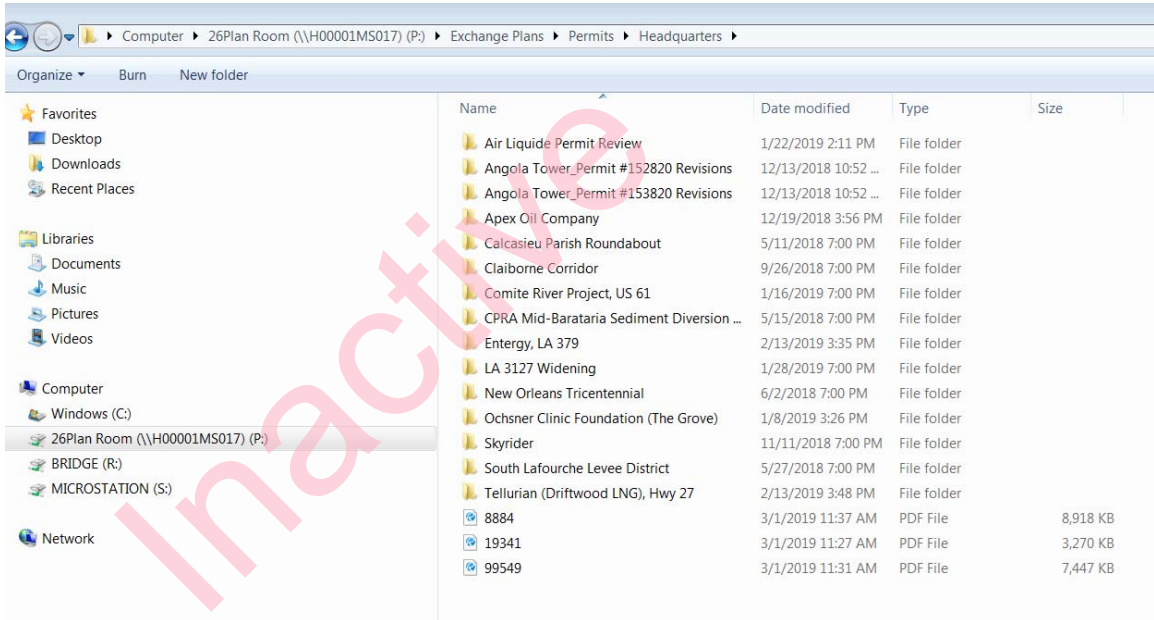 Computer ▸ 26Plan Room (\\H00001MS017) (P:) ▸ Exchange Plans ▸ Permits ▸ Headquarters ▸
Organize Burn New folder
Favorites
Desktop
Downloads
Recent Places
Libraries
Documents
Music
Pictures
Videos
Computer
Windows (C:)
26Plan Room (\\H00001MS017) (P:)
BRIDGE (R:)
MICROSTATION (S:)
Network
Name Date modified Type Size
Air Liquide Permit Review 1/22/2019 2:11 PM File folder
Angola Tower_Permit #152820 Revisions 12/13/2018 10:52 ... File folder
Angola Tower_Permit #153820 Revisions 12/13/2018 10:52 ... File folder
Apex Oil Company 12/19/2018 3:56 PM File folder
Calcasieu Parish Roundabout 5/11/2018 7:00 PM File folder
Claiborne Corridor 9/26/2018 7:00 PM File folder
Comite River Project, US 61 1/16/2019 7:00 PM File folder
CPRA Mid-Barataria Sediment Diversion ... 5/15/2018 7:00 PM File folder
Entergy, LA 379 2/13/2019 3:35 PM File folder
LA 3127 Widening 1/28/2019 7:00 PM File folder
New Orleans Tricentennial 6/2/2018 7:00 PM File folder
Ochsner Clinic Foundation (The Grove) 1/8/2019 3:26 PM File folder
Skyrider 11/11/2018 7:00 PM File folder
South Lafourche Levee District 5/27/2018 7:00 PM File folder
Tellurian (Driftwood LNG), Hwy 27 2/13/2019 3:48 PM File folder
8884 3/1/2019 11:37 AM PDF File 8,918 KB
19341 3/1/2019 11:27 AM PDF File 3,270 KB
99549 3/1/2019 11:31 AM PDF File 7,447 KB
Inactive